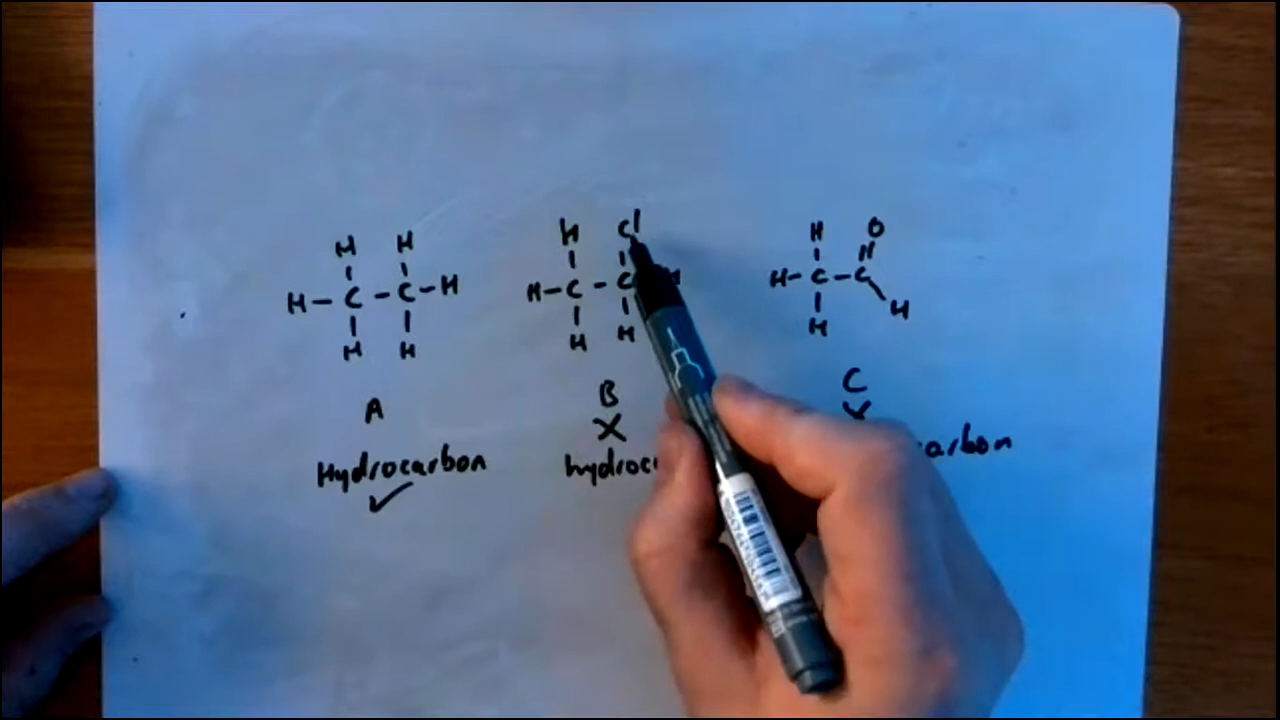 H H H Cl H O
H – C – C – H H – C – C H H – C – C H
H H H H H
A B C
✓ X X
Hydrocarbon hydroc arbon